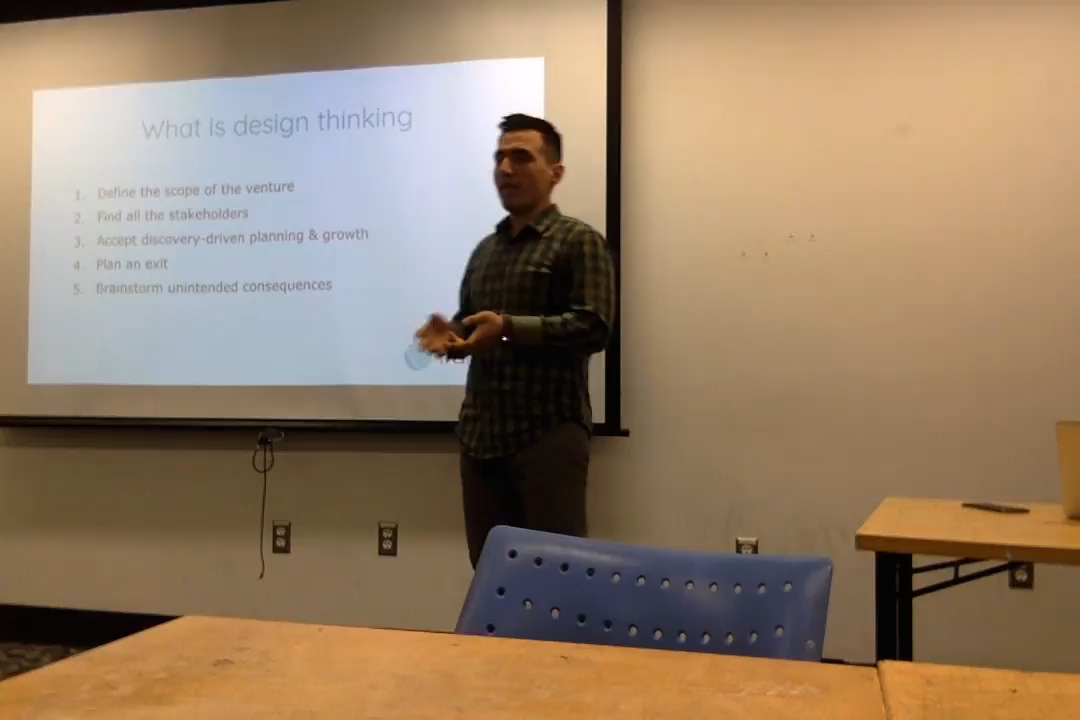 What is design thinking
1. Define the scope of the venture
2. Find all the stakeholders
3. Accept discovery-driven planning & growth
4. Plan an exit
5. Brainstorm unintended consequences